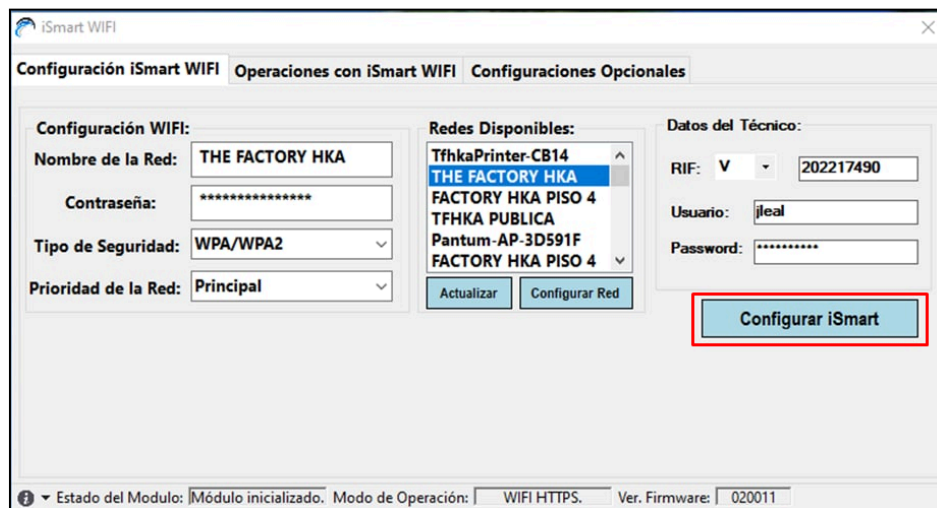 iSmart WIFI
Configuración iSmart WIFI Operaciones con iSmart WIFI Configuraciones Opcionales
Configuración WIFI:
Nombre de la Red: THE FACTORY HKA
Contraseña: ***************
Tipo de Seguridad: WPA/WPA2
Prioridad de la Red: Principal
Redes Disponibles:
TfhkaPrinter-CB14
THE FACTORY HKA
FACTORY HKA PISO 4
TFHKA PUBLICA
Pantum-AP-3D591F
FACTORY HKA PISO 4
Actualizar Configurar Red
Datos del Técnico:
RIF: V 202217490
Usuario: jleal
Password: **********
Configurar iSmart
Estado del Modulo: Módulo inicializado. Modo de Operación: WIFI HTTPS. Ver. Firmware: 020011